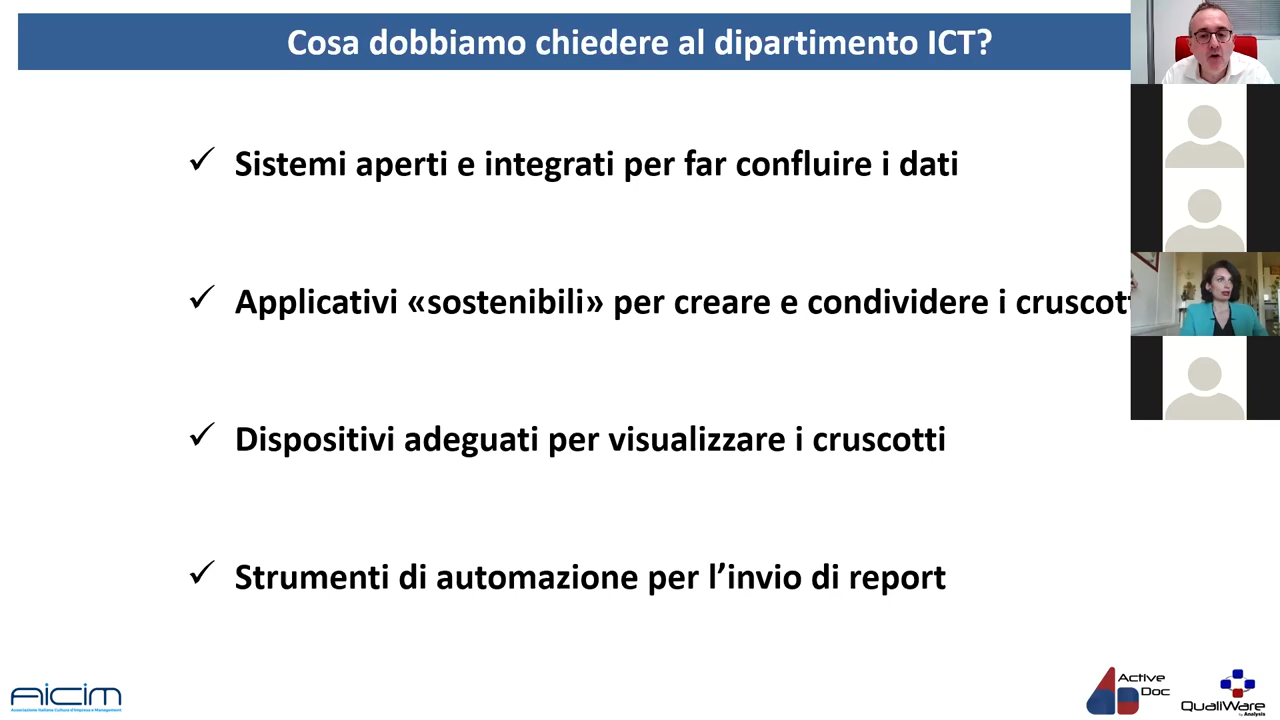 Cosa dobbiamo chiedere al dipartimento ICT?
✓ Sistemi aperti e integrati per far confluire i dati
✓ Applicativi «sostenibili» per creare e condividere i cruscot
✓ Dispositivi adeguati per visualizzare i cruscotti
✓ Strumenti di automazione per l’invio di report
AICIM
Associazione Italiana Cultura d'Impresa e Management
Active
Doc
QualiWare
by Analysis